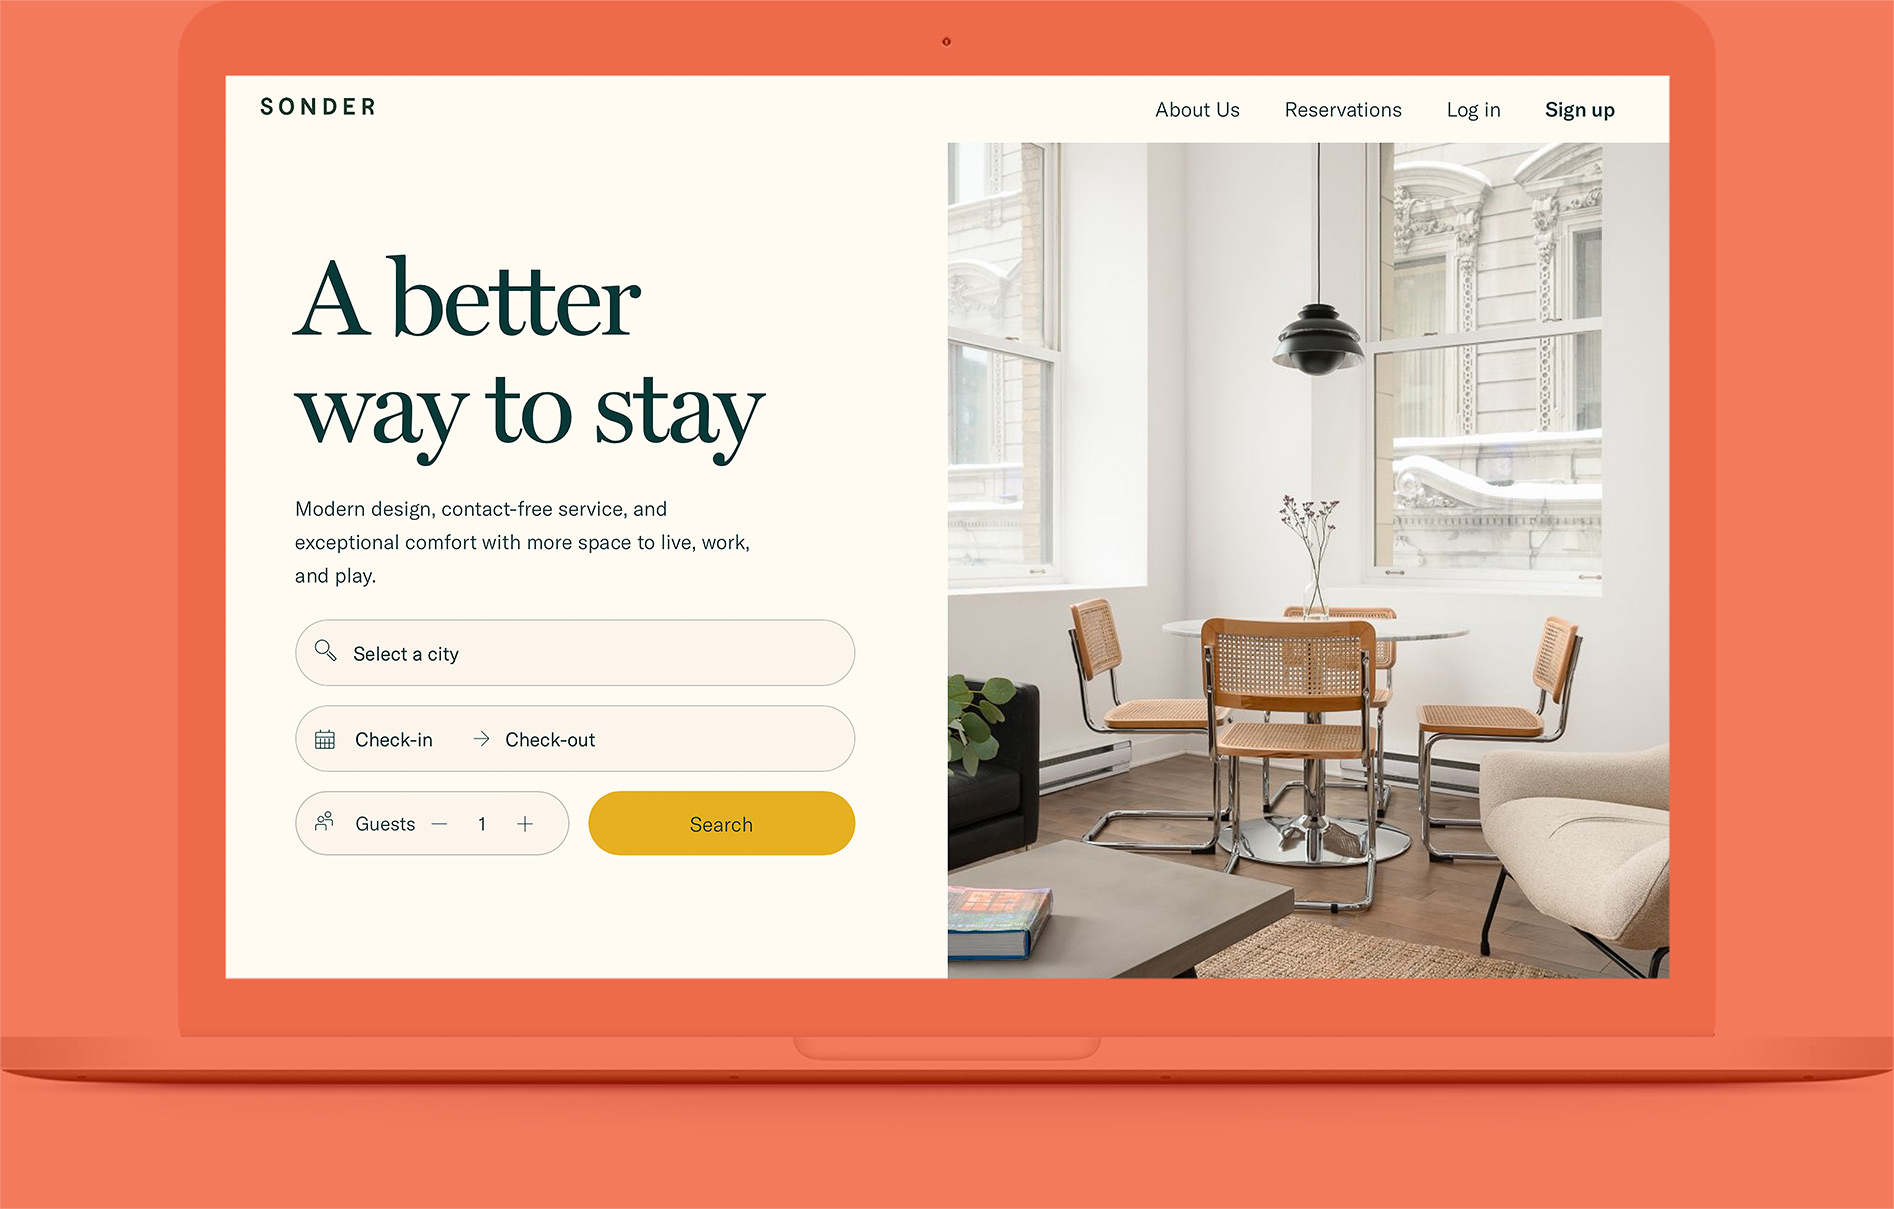 SONDER
About Us Reservations Log in Sign up
A better
way to stay
Modern design, contact-free service, and
exceptional comfort with more space to live, work,
and play.
Select a city
Check-in → Check-out
Guests — 1 +
Search